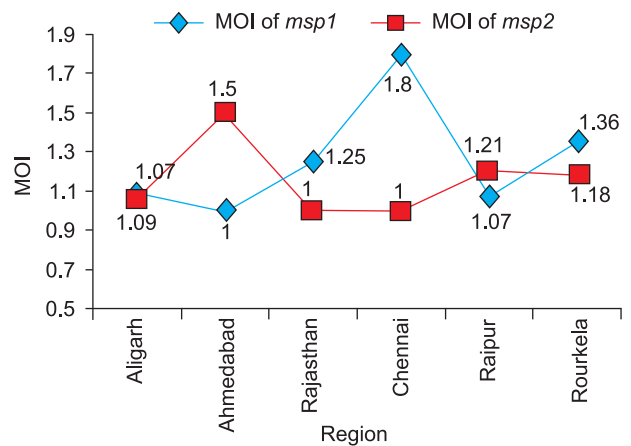 MOI of msp1 MOI of msp2
1.9
1.7
1.5
1.3
1.1
0.9
0.7
0.5
MOI
1.07
1.09
1.5
1
1.25
1
1.8
1
1.21
1.07
1.36
1.18
Aligarh
Ahmedabad
Rajasthan
Chennai
Raipur
Rourkela
Region